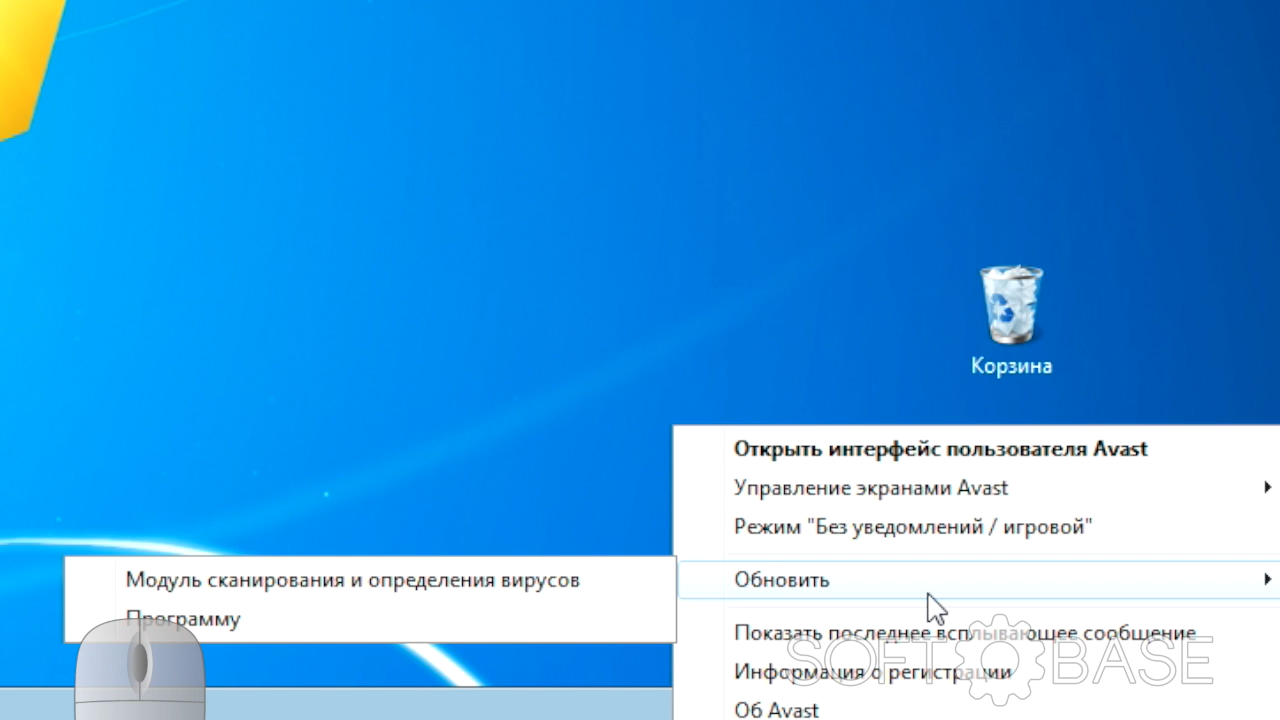 Корзина
Открыть интерфейс пользователя Avast
Управление экранами Avast
Режим "Без уведомлений / игровой"
Обновить
Модуль сканирования и определения вирусов
Программу
Показать последнее всплывающее сообщение
Информация о регистрации
Об Avast
SOFT BASE